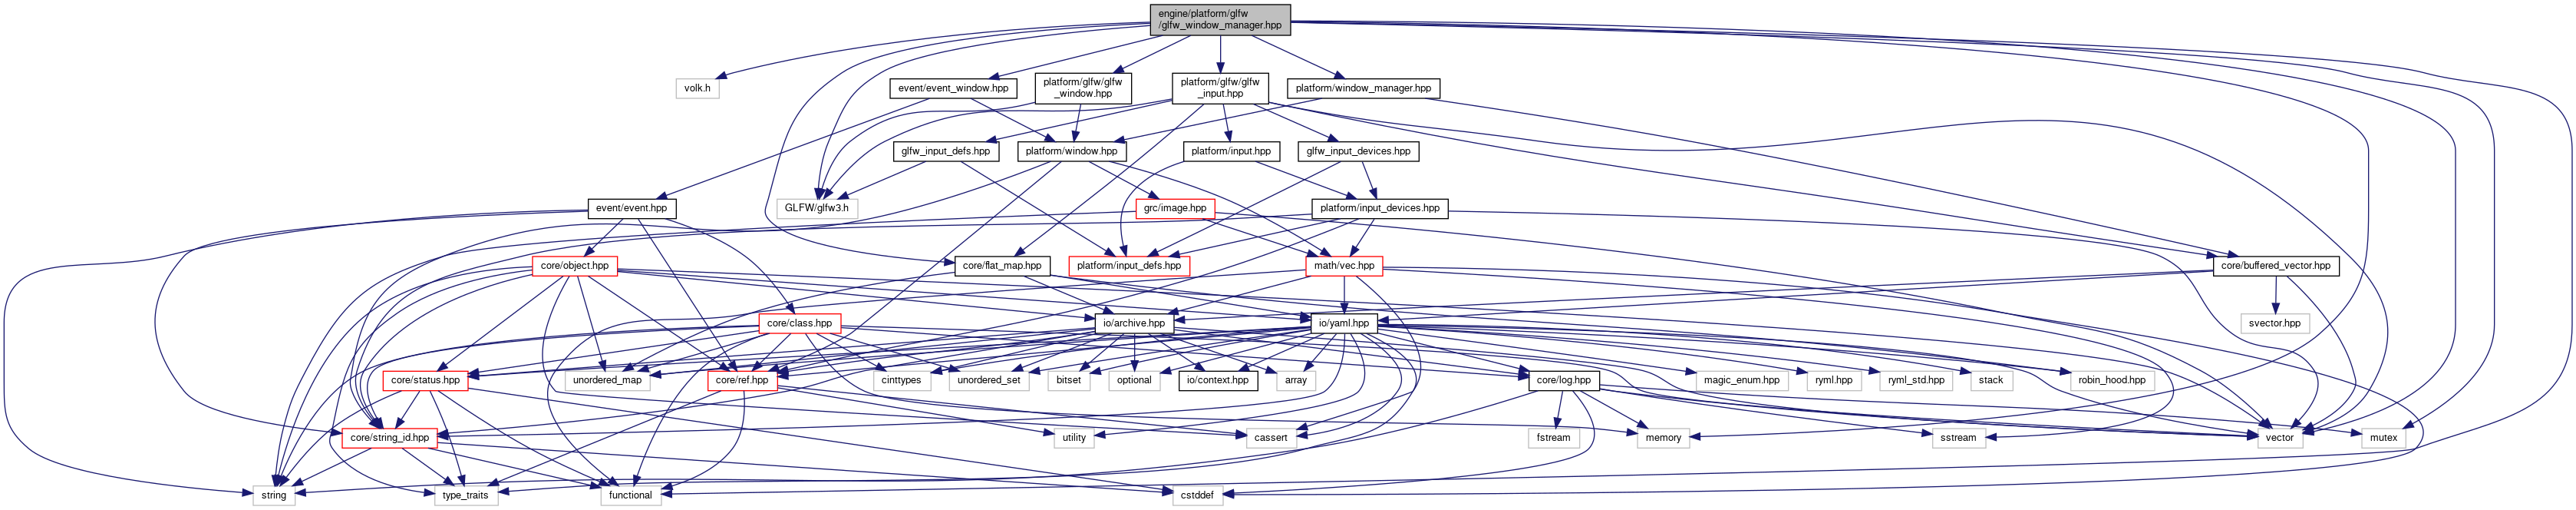 engine/platform/glfw
/glfw_window_manager.hpp
volk.h
event/event_window.hpp
platform/glfw/glfw
_window.hpp
platform/glfw/glfw
_input.hpp
platform/window_manager.hpp
glfw_input_defs.hpp
platform/window.hpp
platform/input.hpp
glfw_input_devices.hpp
event/event.hpp
GLFW/glfw3.h
grc/image.hpp
platform/input_devices.hpp
core/object.hpp
core/flat_map.hpp
platform/input_defs.hpp
math/vec.hpp
core/buffered_vector.hpp
core/class.hpp
io/archive.hpp
io/yaml.hpp
svector.hpp
core/status.hpp
unordered_map
core/ref.hpp
cinttypes
unordered_set
bitset
optional
io/context.hpp
array
core/log.hpp
magic_enum.hpp
ryml.hpp
ryml_std.hpp
stack
robin_hood.hpp
core/string_id.hpp
utility
cassert
fstream
memory
sstream
vector
mutex
string
type_traits
functional
cstddef